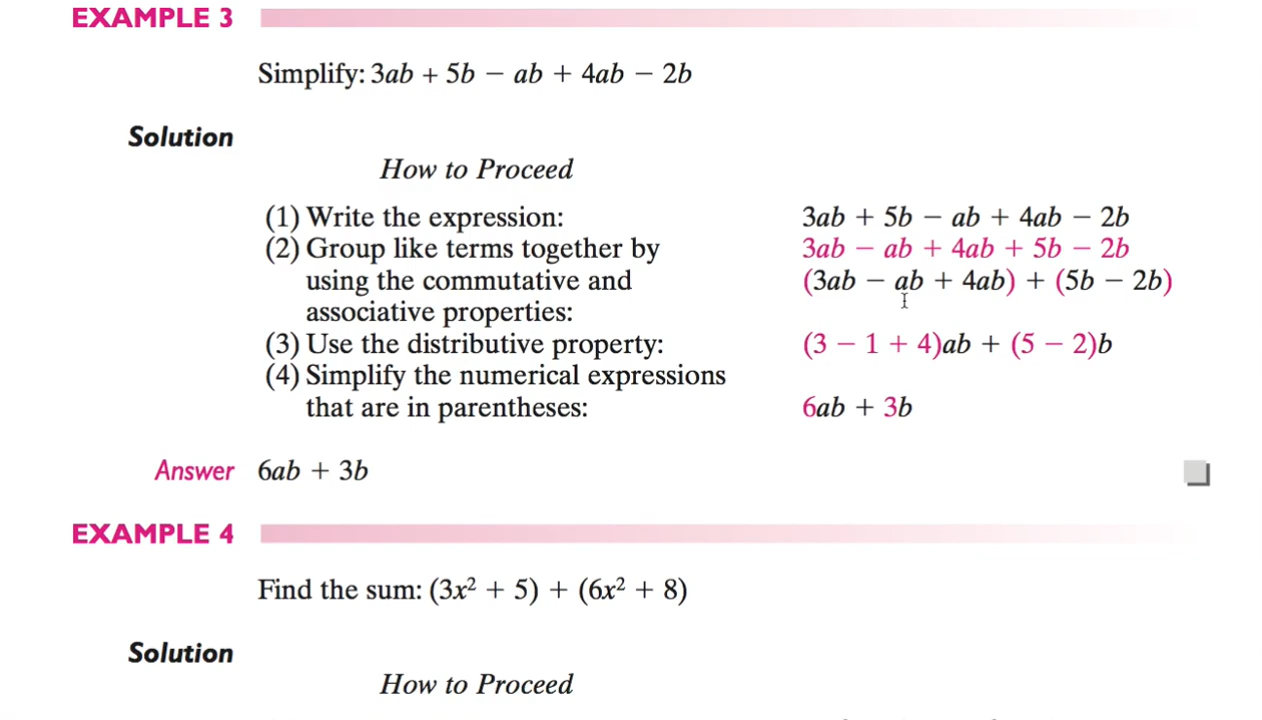 EXAMPLE 3
Simplify: 3ab + 5b − ab + 4ab − 2b
Solution
How to Proceed
(1) Write the expression: 3ab + 5b − ab + 4ab − 2b
(2) Group like terms together by 3ab − ab + 4ab + 5b − 2b
using the commutative and (3ab − ab + 4ab) + (5b − 2b)
associative properties:
(3) Use the distributive property: (3 − 1 + 4)ab + (5 − 2)b
(4) Simplify the numerical expressions
that are in parentheses: 6ab + 3b
Answer 6ab + 3b
EXAMPLE 4
Find the sum: (3x² + 5) + (6x² + 8)
Solution
How to Proceed